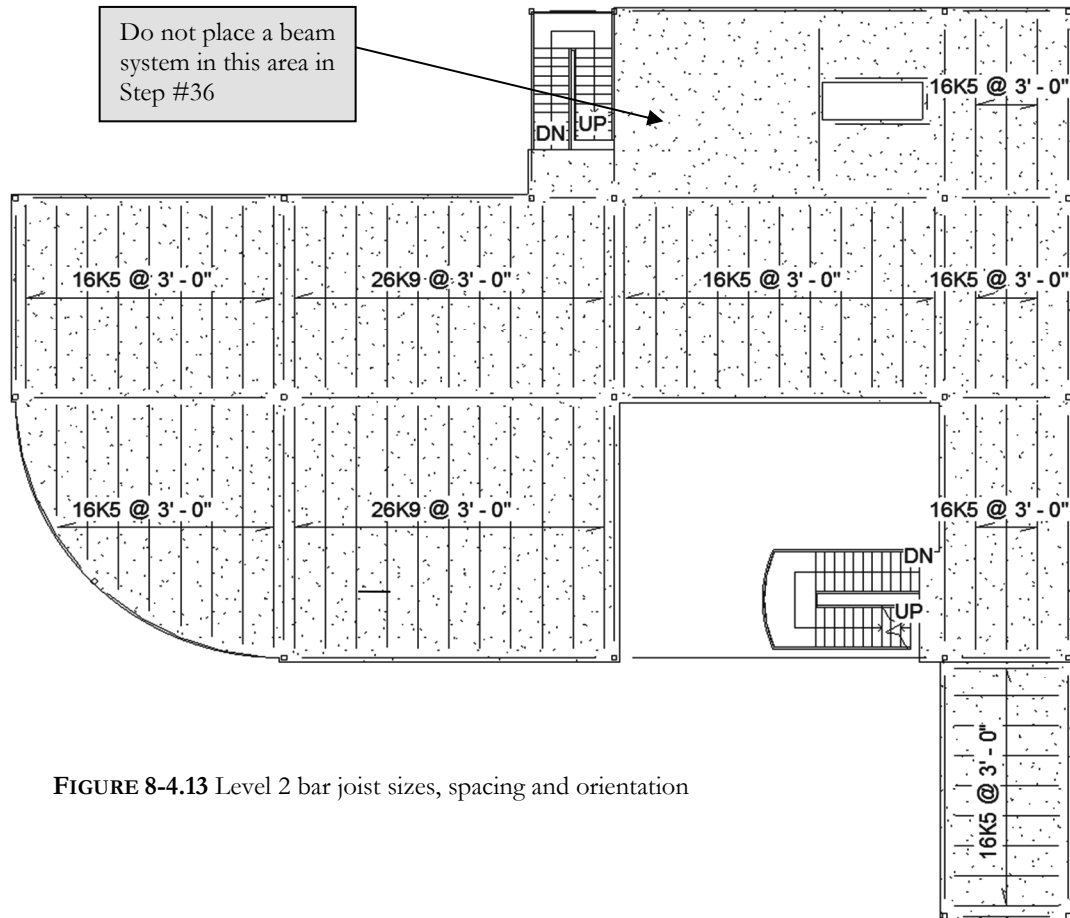 Do not place a beam
system in this area in
Step #36
16K5 @ 3' - 0"
DN
UP
16K5 @ 3' - 0"
26K9 @ 3' - 0"
16K5 @ 3' - 0"
16K5 @ 3' - 0"
16K5 @ 3' - 0"
26K9 @ 3' - 0"
16K5 @ 3' - 0"
DN
UP
16K5 @ 3' - 0"
FIGURE 8-4.13 Level 2 bar joist sizes, spacing and orientation